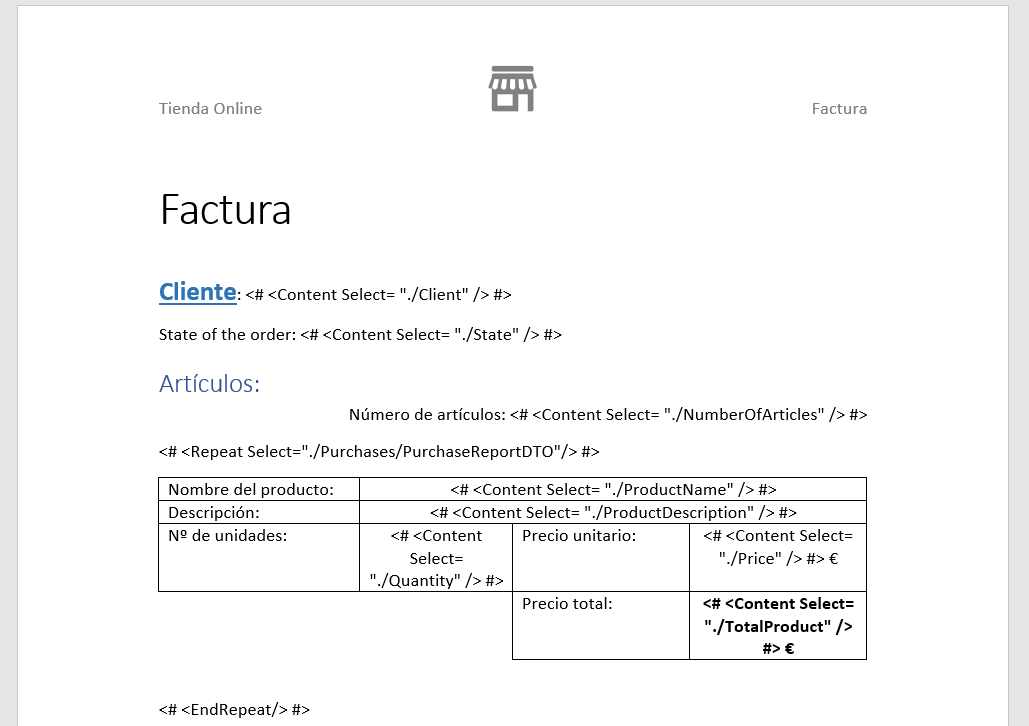 Tienda Online Factura
Factura
Cliente: <# <Content Select= "./Client" /> #>
State of the order: <# <Content Select= "./State" /> #>
Artículos:
Número de artículos: <# <Content Select= "./NumberOfArticles" /> #>
<# <Repeat Select="./Purchases/PurchaseReportDTO"/> #>
Nombre del producto: <# <Content Select= "./ProductName" /> #>
Descripción: <# <Content Select= "./ProductDescription" /> #>
Nº de unidades: <# <Content Precio unitario: <# <Content Select=
Select= "./Price" /> #> €
"./Quantity" /> #>
Precio total: <# <Content Select=
"./TotalProduct" />
#> €
<# <EndRepeat/> #>